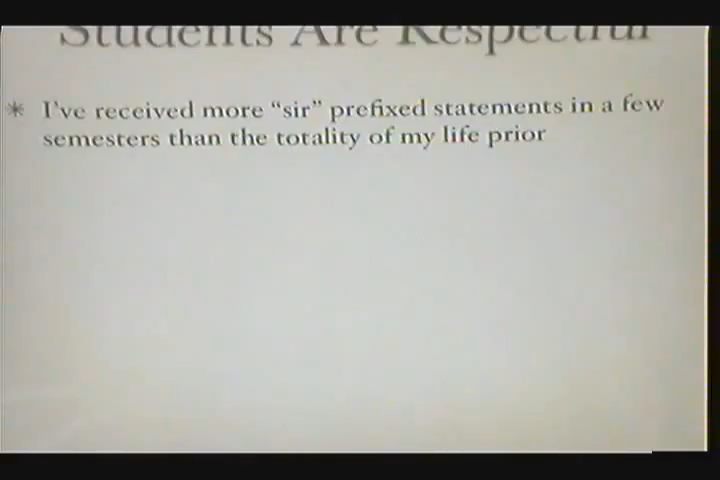 Students Are Respectful
✳ I've received more “sir” prefixed statements in a few
semesters than the totality of my life prior